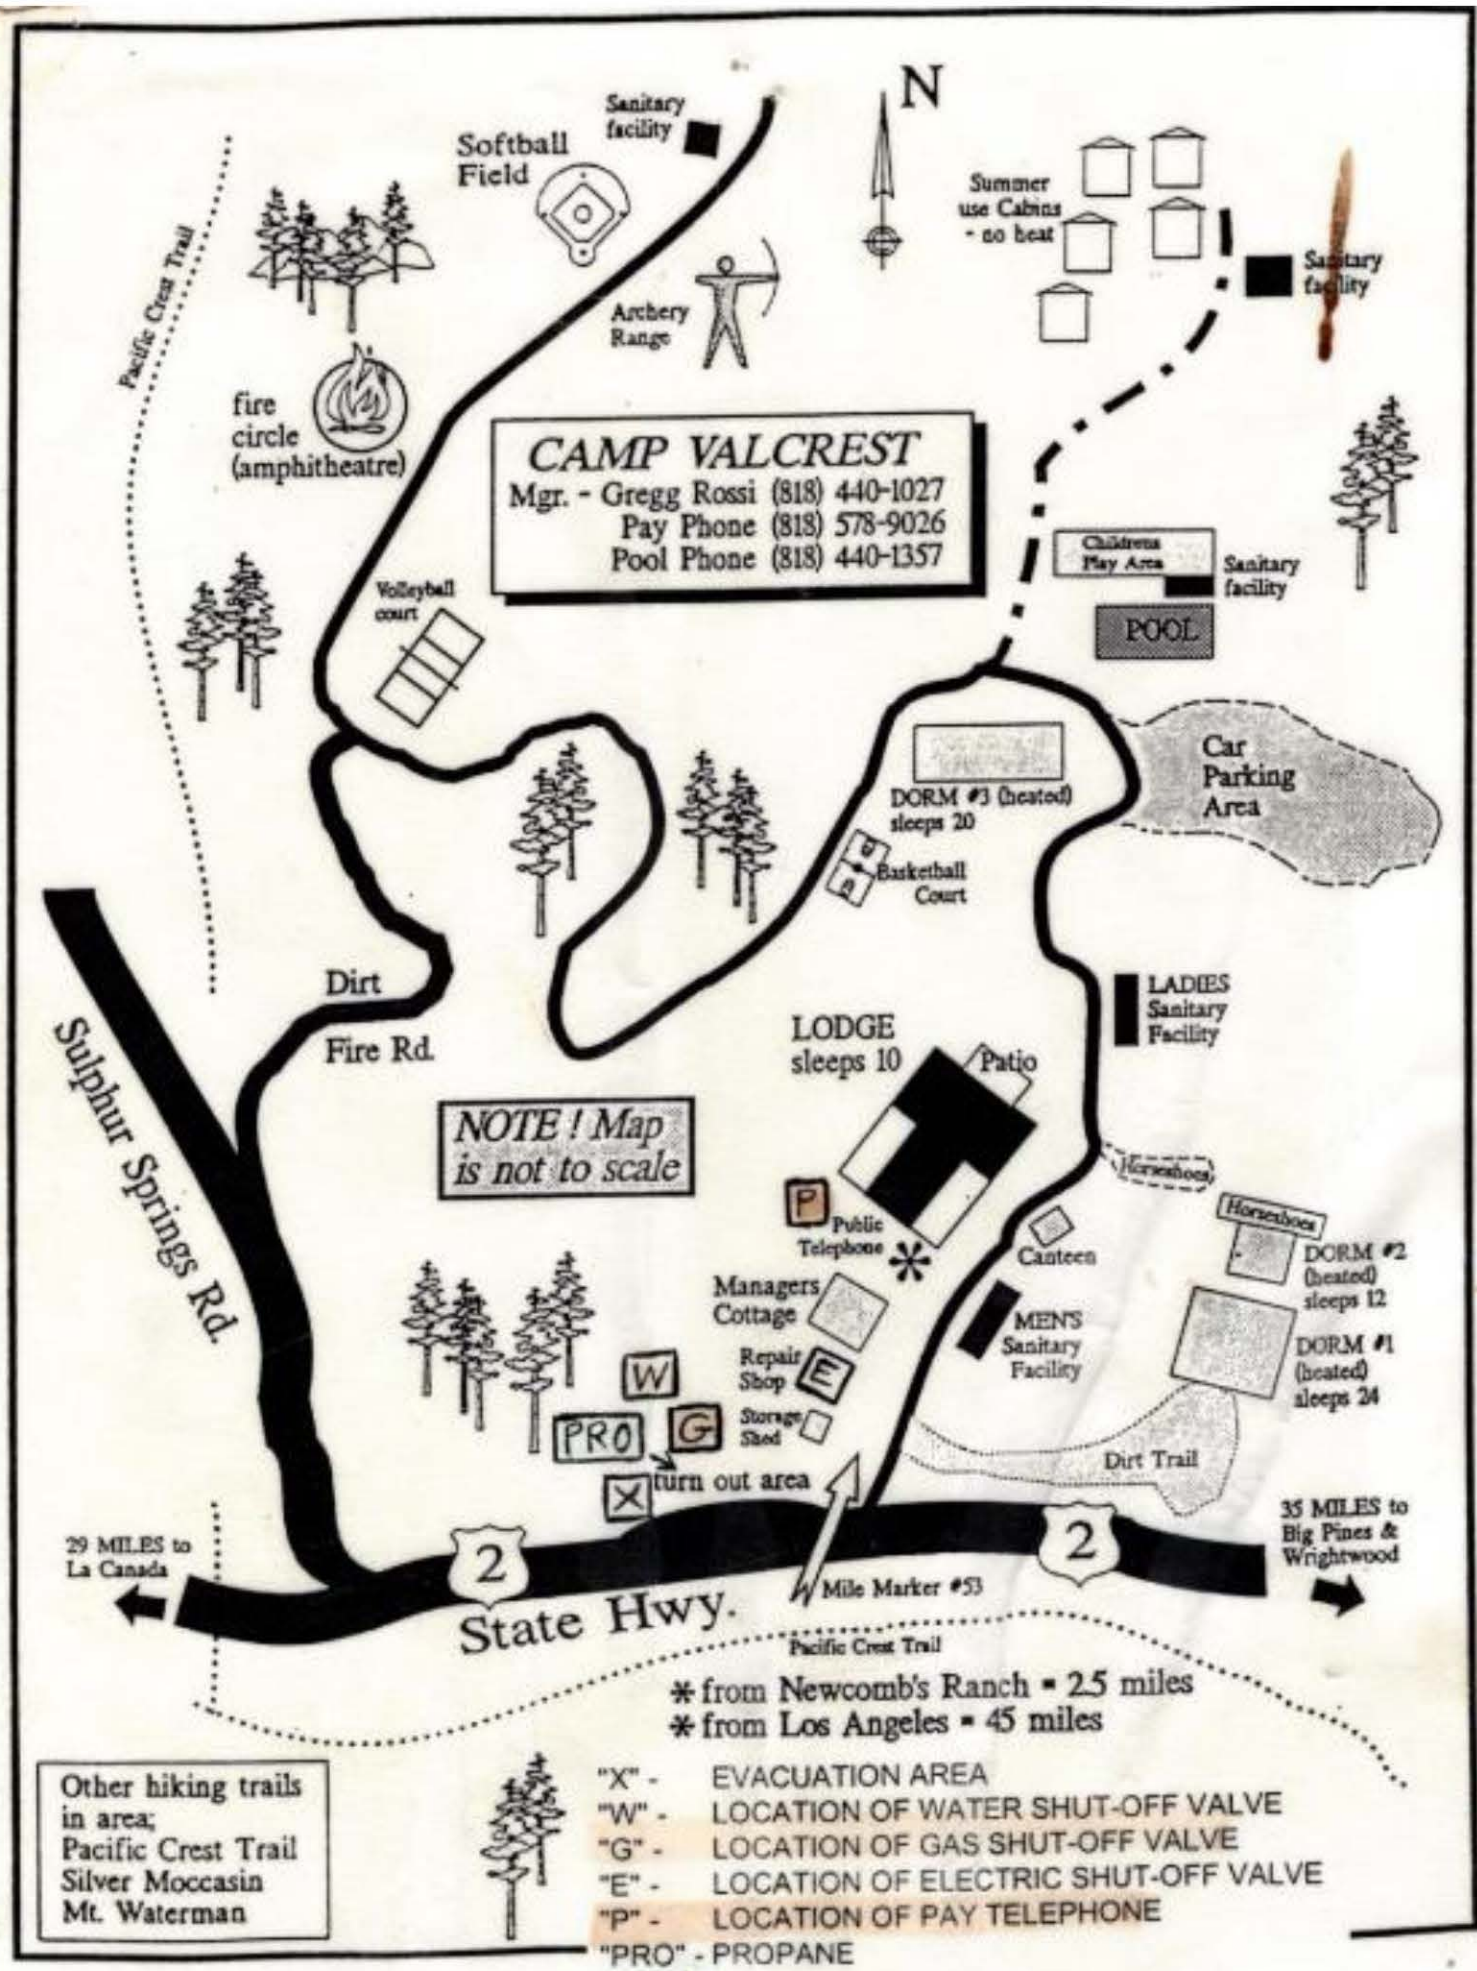 N
Sanitary
facility
Softball
Field
Summer
use Cabins
- no heat
Sanitary
facility
Pacific Crest Trail
Archery
Range
fire
circle
(amphitheatre)
CAMP VALCREST
Mgr. - Gregg Rossi (818) 440-1027
Pay Phone (818) 578-9026
Pool Phone (818) 440-1357
Childrens
Play Area
Sanitary
facility
POOL
Volleyball
court
Car
Parking
Area
DORM #3 (heated)
sleeps 20
Basketball
Court
Dirt
Fire Rd.
LADIES
Sanitary
Facility
LODGE
sleeps 10
Patio
Sulphur Springs Rd.
NOTE ! Map
is not to scale
Horseshoes
Horseshoes
P
Public
Telephone
*
Canteen
DORM #2
(heated)
sleeps 12
Managers
Cottage
MEN'S
Sanitary
Facility
DORM #1
(heated)
sleeps 24
Repair
Shop
E
W
PRO
G
Storage
Shed
X
turn out area
Dirt Trail
29 MILES to
La Canada
35 MILES to
Big Pines &
Wrightwood
2
2
State Hwy.
Mile Marker #53
Pacific Crest Trail
* from Newcomb's Ranch = 2.5 miles
* from Los Angeles = 45 miles
Other hiking trails
in area;
Pacific Crest Trail
Silver Moccasin
Mt. Waterman
"X" - EVACUATION AREA
"W" - LOCATION OF WATER SHUT-OFF VALVE
"G" - LOCATION OF GAS SHUT-OFF VALVE
"E" - LOCATION OF ELECTRIC SHUT-OFF VALVE
"P" - LOCATION OF PAY TELEPHONE
"PRO" - PROPANE